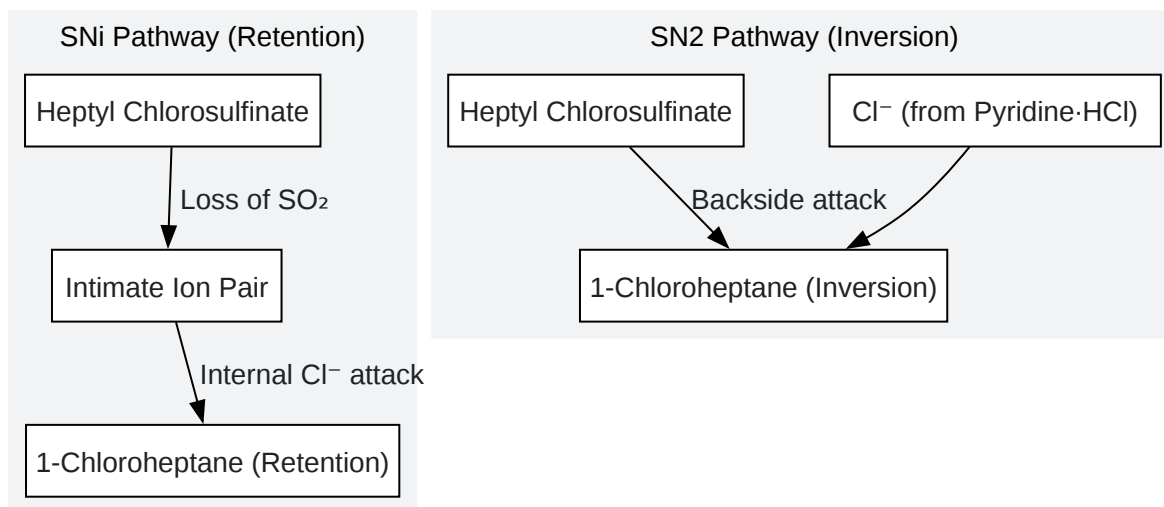 SNi Pathway (Retention)
Heptyl Chlorosulfinate
Loss of SO₂
Intimate Ion Pair
Internal Cl⁻ attack
1-Chloroheptane (Retention)
SN2 Pathway (Inversion)
Heptyl Chlorosulfinate
Cl⁻ (from Pyridine·HCl)
Backside attack
1-Chloroheptane (Inversion)